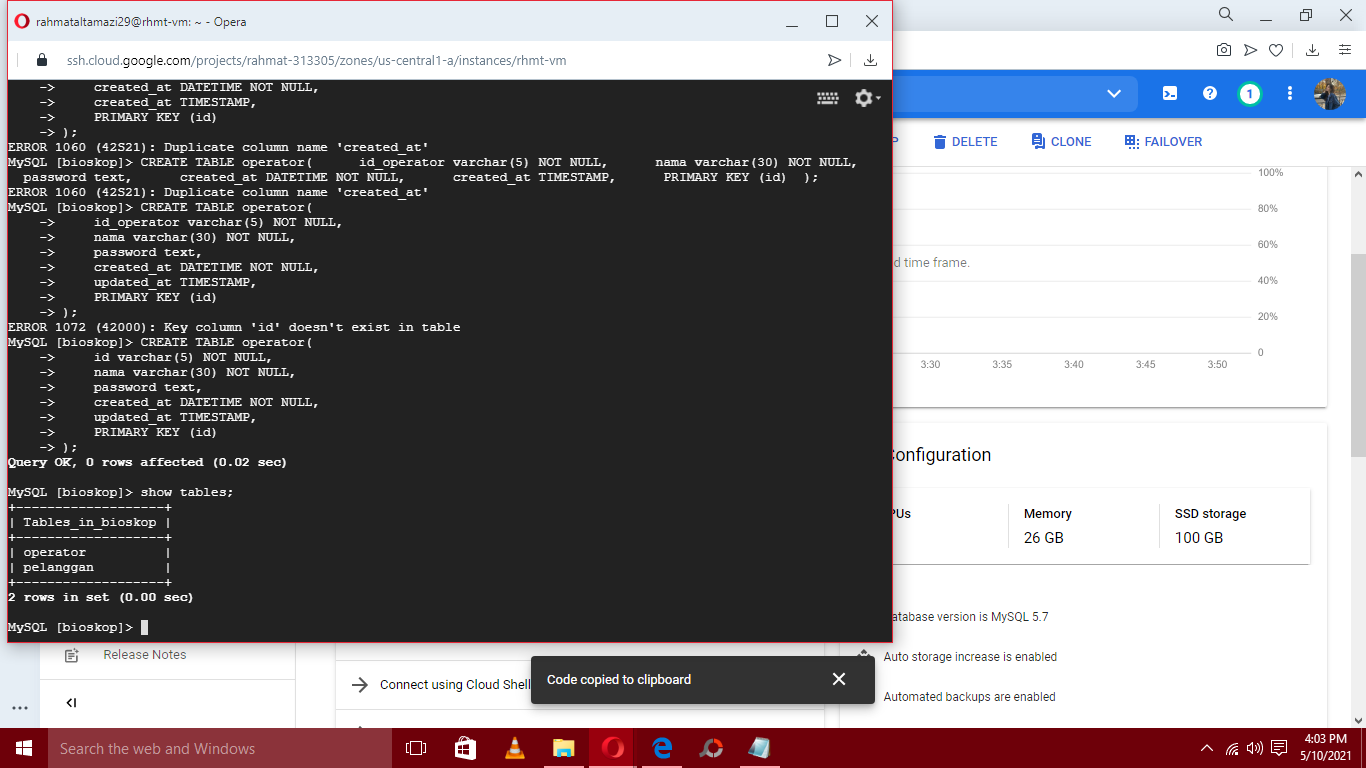 rahmataltamazi29@rhmt-vm: ~ - Opera
ssh.cloud.google.com/projects/rahmat-313305/zones/us-central1-a/instances/rhmt-vm
    ->     created_at DATETIME NOT NULL,
    ->     created_at TIMESTAMP,
    ->     PRIMARY KEY (id)
    -> );
ERROR 1060 (42S21): Duplicate column name 'created_at'
MySQL [bioskop]> CREATE TABLE operator(      id_operator varchar(5) NOT NULL,      nama varchar(30) NOT NULL,
  password text,      created_at DATETIME NOT NULL,      created_at TIMESTAMP,      PRIMARY KEY (id)  );
ERROR 1060 (42S21): Duplicate column name 'created_at'
MySQL [bioskop]> CREATE TABLE operator(
    ->     id_operator varchar(5) NOT NULL,
    ->     nama varchar(30) NOT NULL,
    ->     password text,
    ->     created_at DATETIME NOT NULL,
    ->     updated_at TIMESTAMP,
    ->     PRIMARY KEY (id)
    -> );
ERROR 1072 (42000): Key column 'id' doesn't exist in table
MySQL [bioskop]> CREATE TABLE operator(
    ->     id varchar(5) NOT NULL,
    ->     nama varchar(30) NOT NULL,
    ->     password text,
    ->     created_at DATETIME NOT NULL,
    ->     updated_at TIMESTAMP,
    ->     PRIMARY KEY (id)
    -> );
Query OK, 0 rows affected (0.02 sec)
MySQL [bioskop]> show tables;
+-------------------+
| Tables_in_bioskop |
+-------------------+
| operator          |
| pelanggan         |
+-------------------+
2 rows in set (0.00 sec)
MySQL [bioskop]>
1
DELETE
CLONE
FAILOVER
100%
80%
60%
d time frame.
40%
20%
0
3:30 3:35 3:40 3:45 3:50
onfiguration
PUs
Memory
SSD storage
26 GB
100 GB
atabase version is MySQL 5.7
Auto storage increase is enabled
Automated backups are enabled
Release Notes
Connect using Cloud Shell
Code copied to clipboard
Search the web and Windows
4:03 PM
5/10/2021